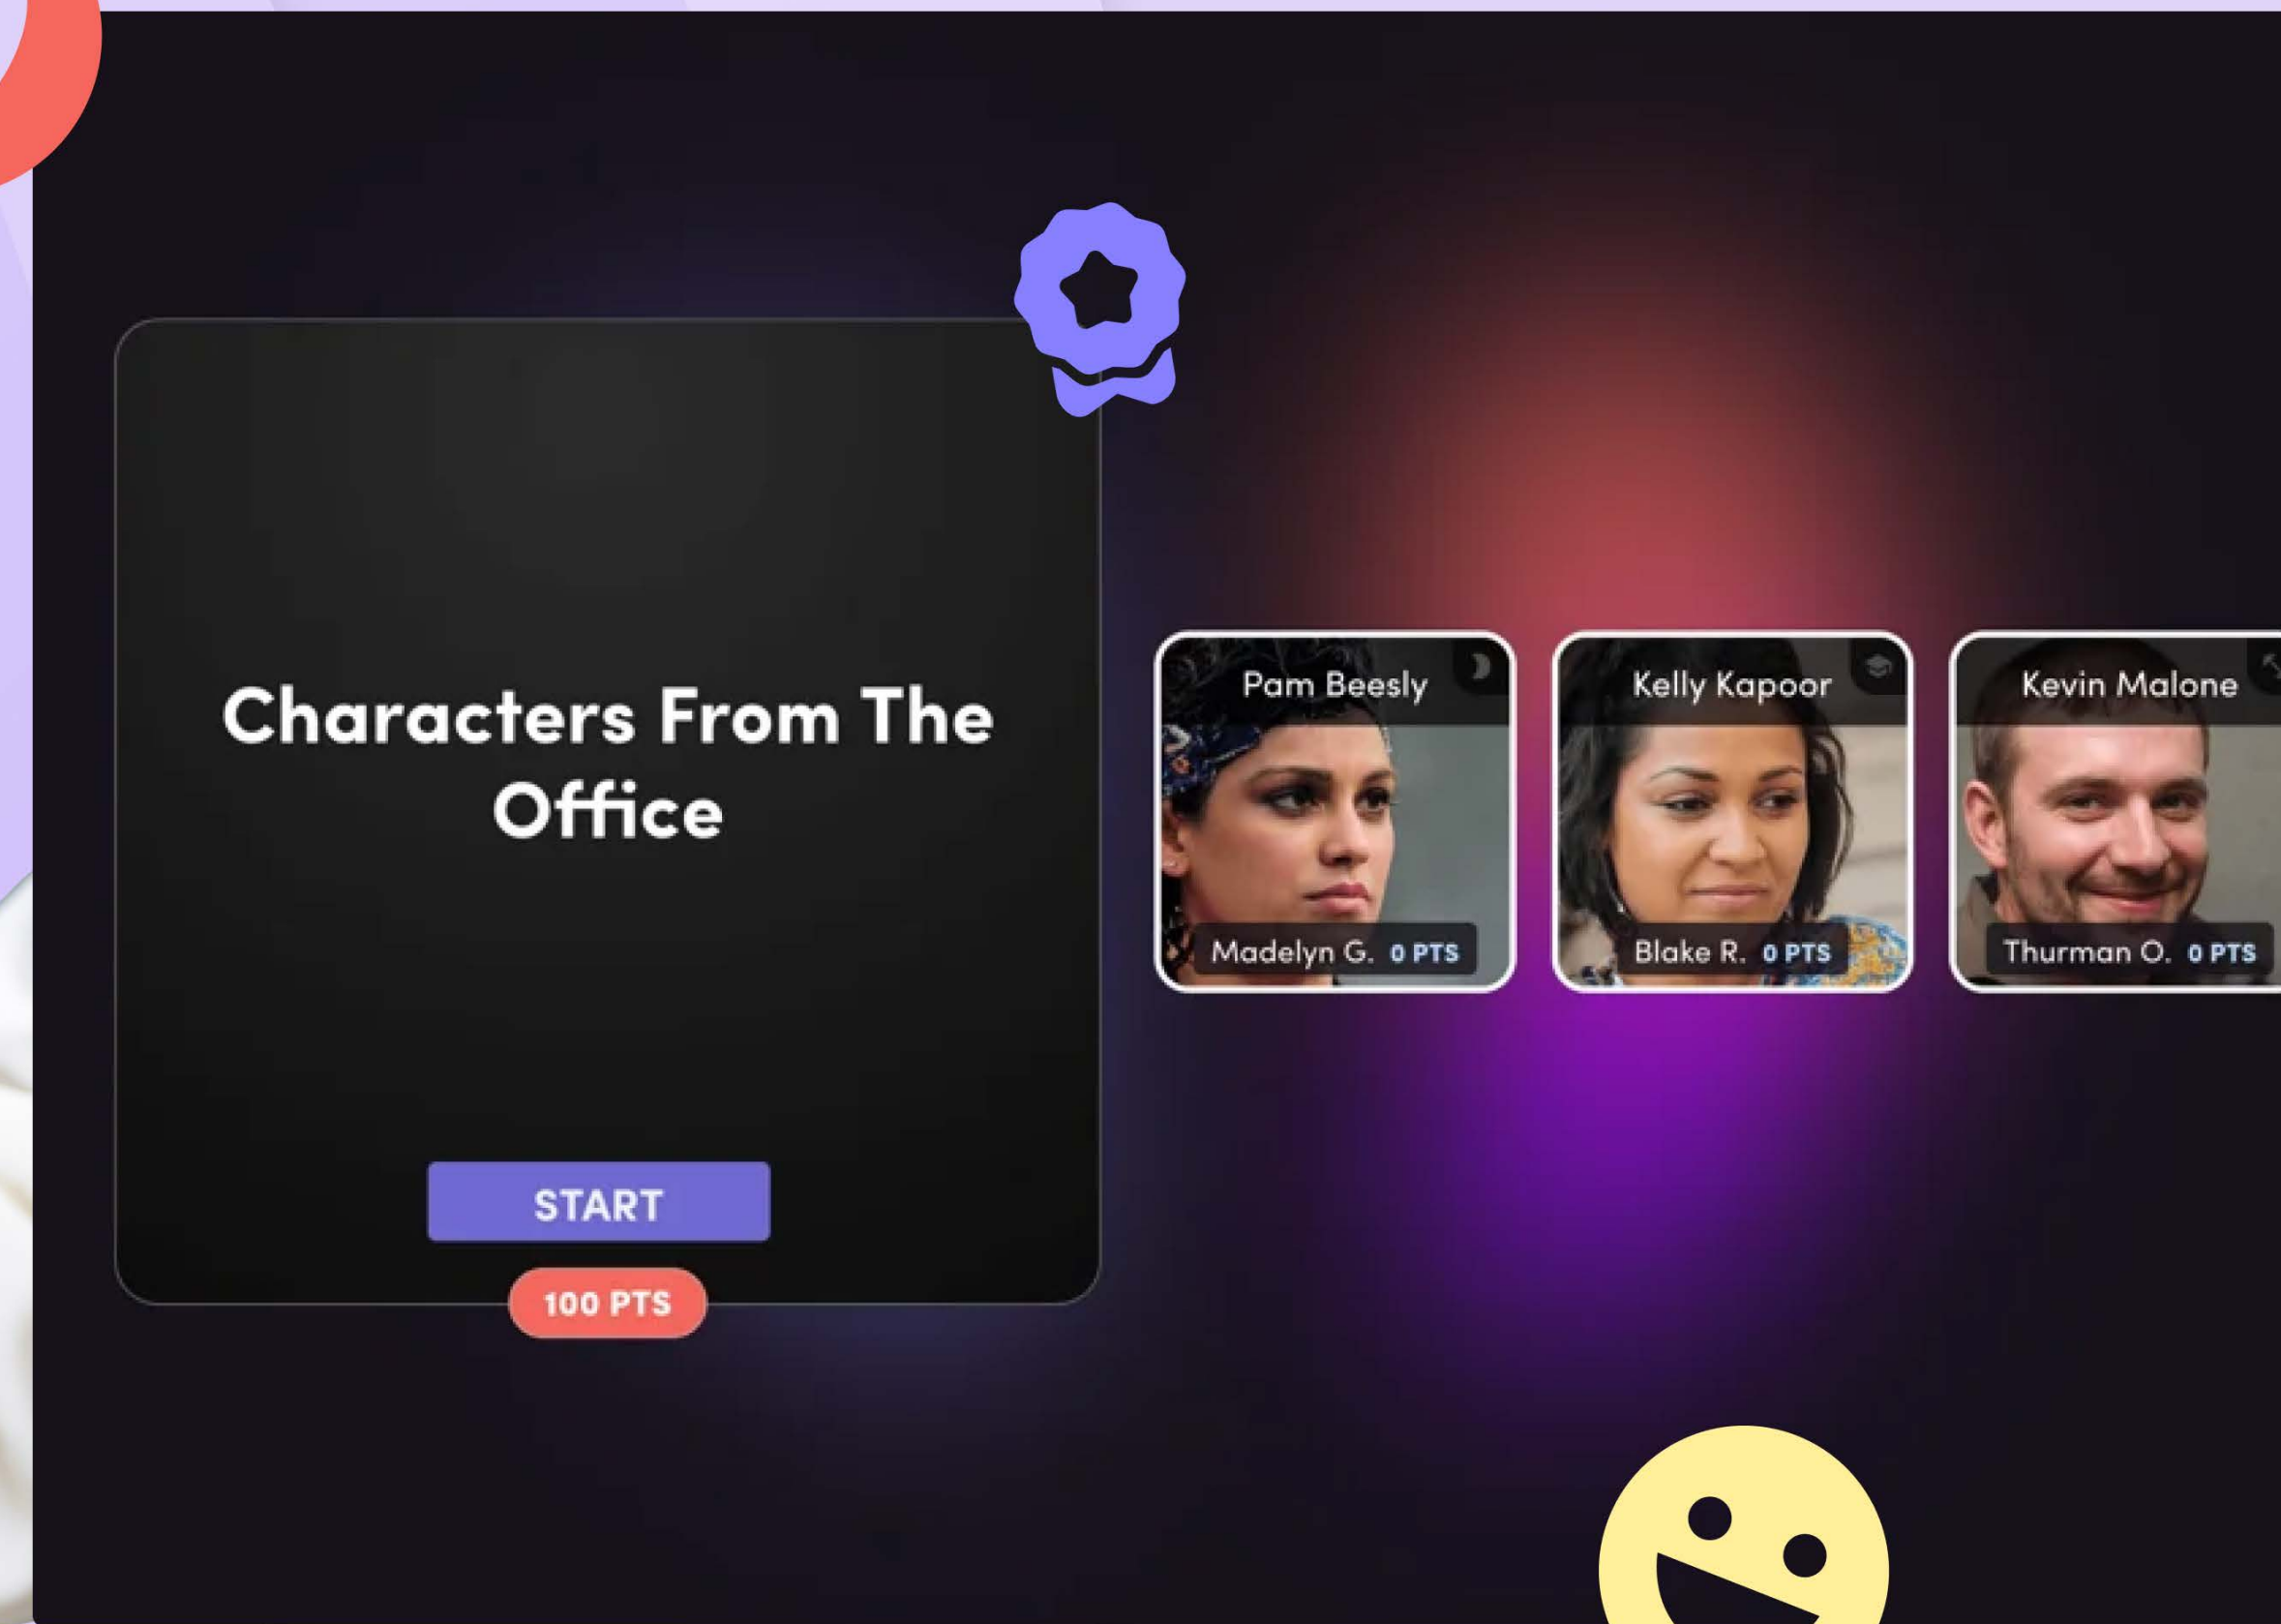 Characters From The
Office
START
100 PTS
Pam Beesly
Madelyn G. 0 PTS
Kelly Kapoor
Blake R. 0 PTS
Kevin Malone
Thurman O. 0 PTS